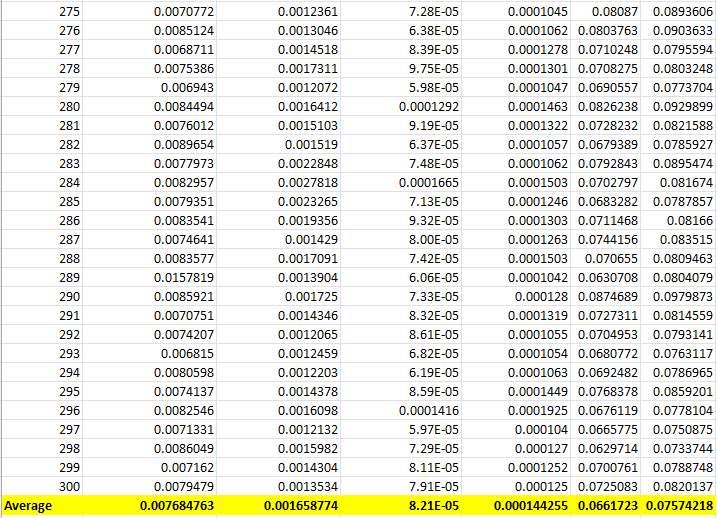 275 0.0070772 0.0012361 7.28E-05 0.0001045 0.08087 0.0893606
276 0.0085124 0.0013046 6.38E-05 0.0001062 0.0803763 0.0903633
277 0.0068711 0.0014518 8.39E-05 0.0001278 0.0710248 0.0795594
278 0.0075386 0.0017311 9.75E-05 0.0001301 0.0708275 0.0803248
279 0.006943 0.0012072 5.98E-05 0.0001047 0.0690557 0.0773704
280 0.0084494 0.0016412 0.0001292 0.0001463 0.0826238 0.0929899
281 0.0076012 0.0015103 9.19E-05 0.0001322 0.0728232 0.0821588
282 0.0089654 0.001519 6.37E-05 0.0001057 0.0679389 0.0785927
283 0.0077973 0.0022848 7.48E-05 0.0001062 0.0792843 0.0895474
284 0.0082957 0.0027818 0.0001665 0.0001503 0.0702797 0.081674
285 0.0079351 0.0023265 7.13E-05 0.0001246 0.0683282 0.0787857
286 0.0083541 0.0019356 9.32E-05 0.0001303 0.0711468 0.08166
287 0.0074641 0.001429 8.00E-05 0.0001263 0.0744156 0.083515
288 0.0083577 0.0017091 7.42E-05 0.0001503 0.070655 0.0809463
289 0.0157819 0.0013904 6.06E-05 0.0001042 0.0630708 0.0804079
290 0.0085921 0.001725 7.33E-05 0.000128 0.0874689 0.0979873
291 0.0070751 0.0014346 8.32E-05 0.0001319 0.0727311 0.0814559
292 0.0074207 0.0012065 8.61E-05 0.0001055 0.0704953 0.0793141
293 0.006815 0.0012459 6.82E-05 0.0001054 0.0680772 0.0763117
294 0.0080598 0.0012203 6.19E-05 0.0001063 0.0692482 0.0786965
295 0.0074137 0.0014378 8.59E-05 0.0001449 0.0768378 0.0859201
296 0.0082546 0.0016098 0.0001416 0.0001925 0.0676119 0.0778104
297 0.0071331 0.0012132 5.97E-05 0.000104 0.0665775 0.0750875
298 0.0086049 0.0015982 7.29E-05 0.000127 0.0629714 0.0733744
299 0.007162 0.0014304 8.11E-05 0.0001252 0.0700761 0.0788748
300 0.0079479 0.0013534 7.91E-05 0.000125 0.0725083 0.0820137
Average 0.007684763 0.001658774 8.21E-05 0.000144255 0.0661723 0.07574218